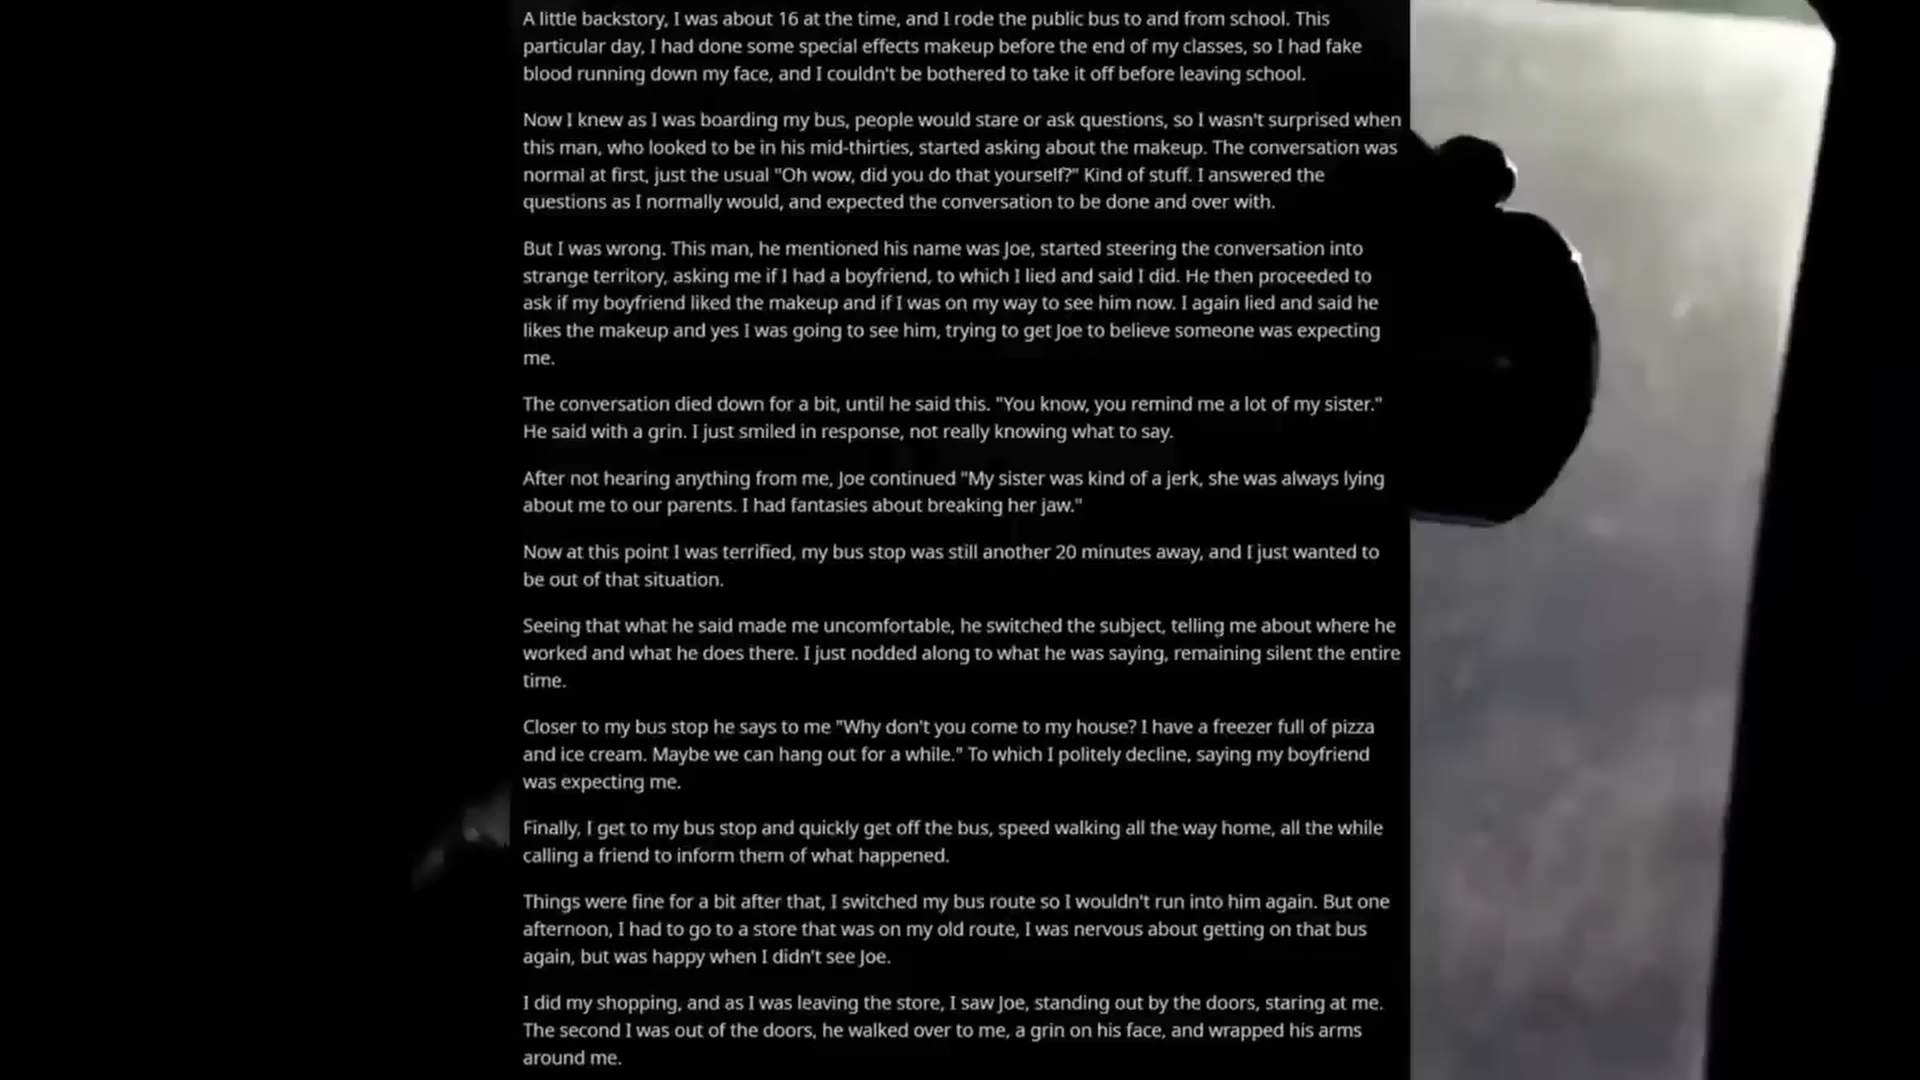 A little backstory, I was about 16 at the time, and I rode the public bus to and from school. This
particular day, I had done some special effects makeup before the end of my classes, so I had fake
blood running down my face, and I couldn't be bothered to take it off before leaving school.
Now I knew as I was boarding my bus, people would stare or ask questions, so I wasn't surprised when
this man, who looked to be in his mid-thirties, started asking about the makeup. The conversation was
normal at first, just the usual "Oh wow, did you do that yourself?" Kind of stuff. I answered the
questions as I normally would, and expected the conversation to be done and over with.
But I was wrong. This man, he mentioned his name was Joe, started steering the conversation into
strange territory, asking me if I had a boyfriend, to which I lied and said I did. He then proceeded to
ask if my boyfriend liked the makeup and if I was on my way to see him now. I again lied and said he
likes the makeup and yes I was going to see him, trying to get Joe to believe someone was expecting
me.
The conversation died down for a bit, until he said this. "You know, you remind me a lot of my sister."
He said with a grin. I just smiled in response, not really knowing what to say.
After not hearing anything from me, Joe continued "My sister was kind of a jerk, she was always lying
about me to our parents. I had fantasies about breaking her jaw."
Now at this point I was terrified, my bus stop was still another 20 minutes away, and I just wanted to
be out of that situation.
Seeing that what he said made me uncomfortable, he switched the subject, telling me about where he
worked and what he does there. I just nodded along to what he was saying, remaining silent the entire
time.
Closer to my bus stop he says to me "Why don't you come to my house? I have a freezer full of pizza
and ice cream. Maybe we can hang out for a while." To which I politely decline, saying my boyfriend
was expecting me.
Finally, I get to my bus stop and quickly get off the bus, speed walking all the way home, all the while
calling a friend to inform them of what happened.
Things were fine for a bit after that, I switched my bus route so I wouldn't run into him again. But one
afternoon, I had to go to a store that was on my old route, I was nervous about getting on that bus
again, but was happy when I didn't see Joe.
I did my shopping, and as I was leaving the store, I saw Joe, standing out by the doors, staring at me.
The second I was out of the doors, he walked over to me, a grin on his face, and wrapped his arms
around me.